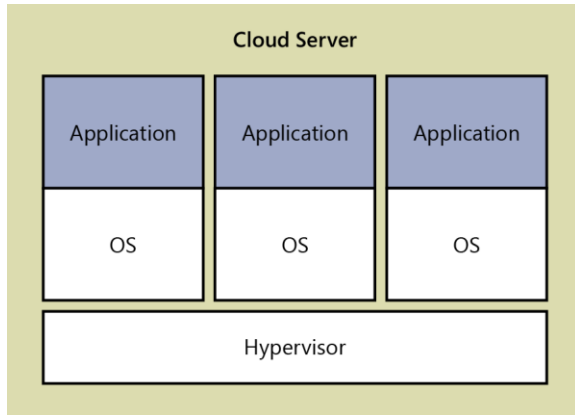 Cloud Server
Application Application Application
OS OS OS
Hypervisor